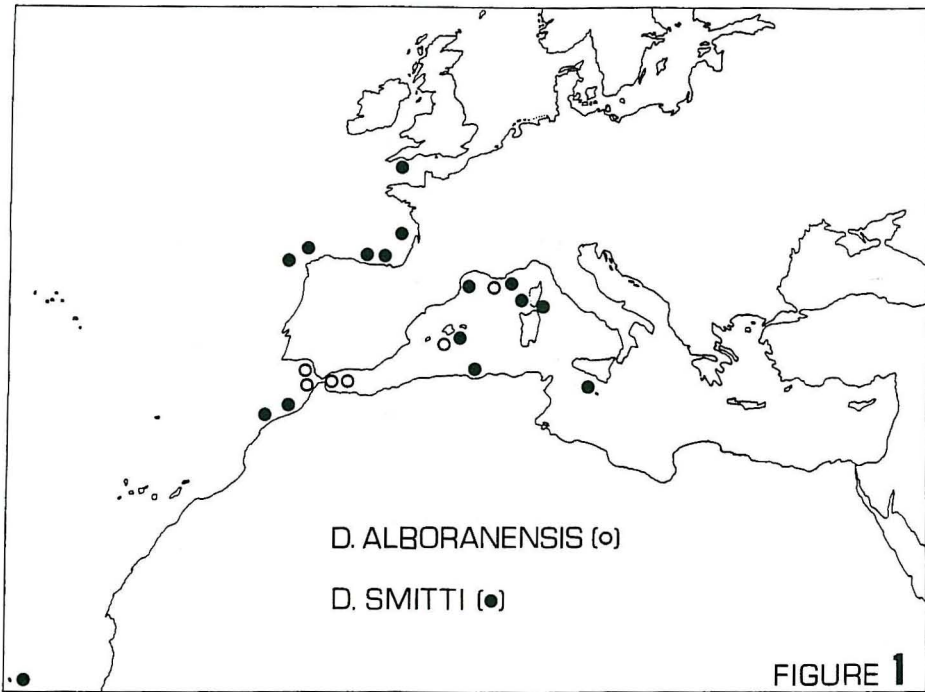 D. ALBORANENSIS (o)
D. SMITTI (●)
FIGURE 1